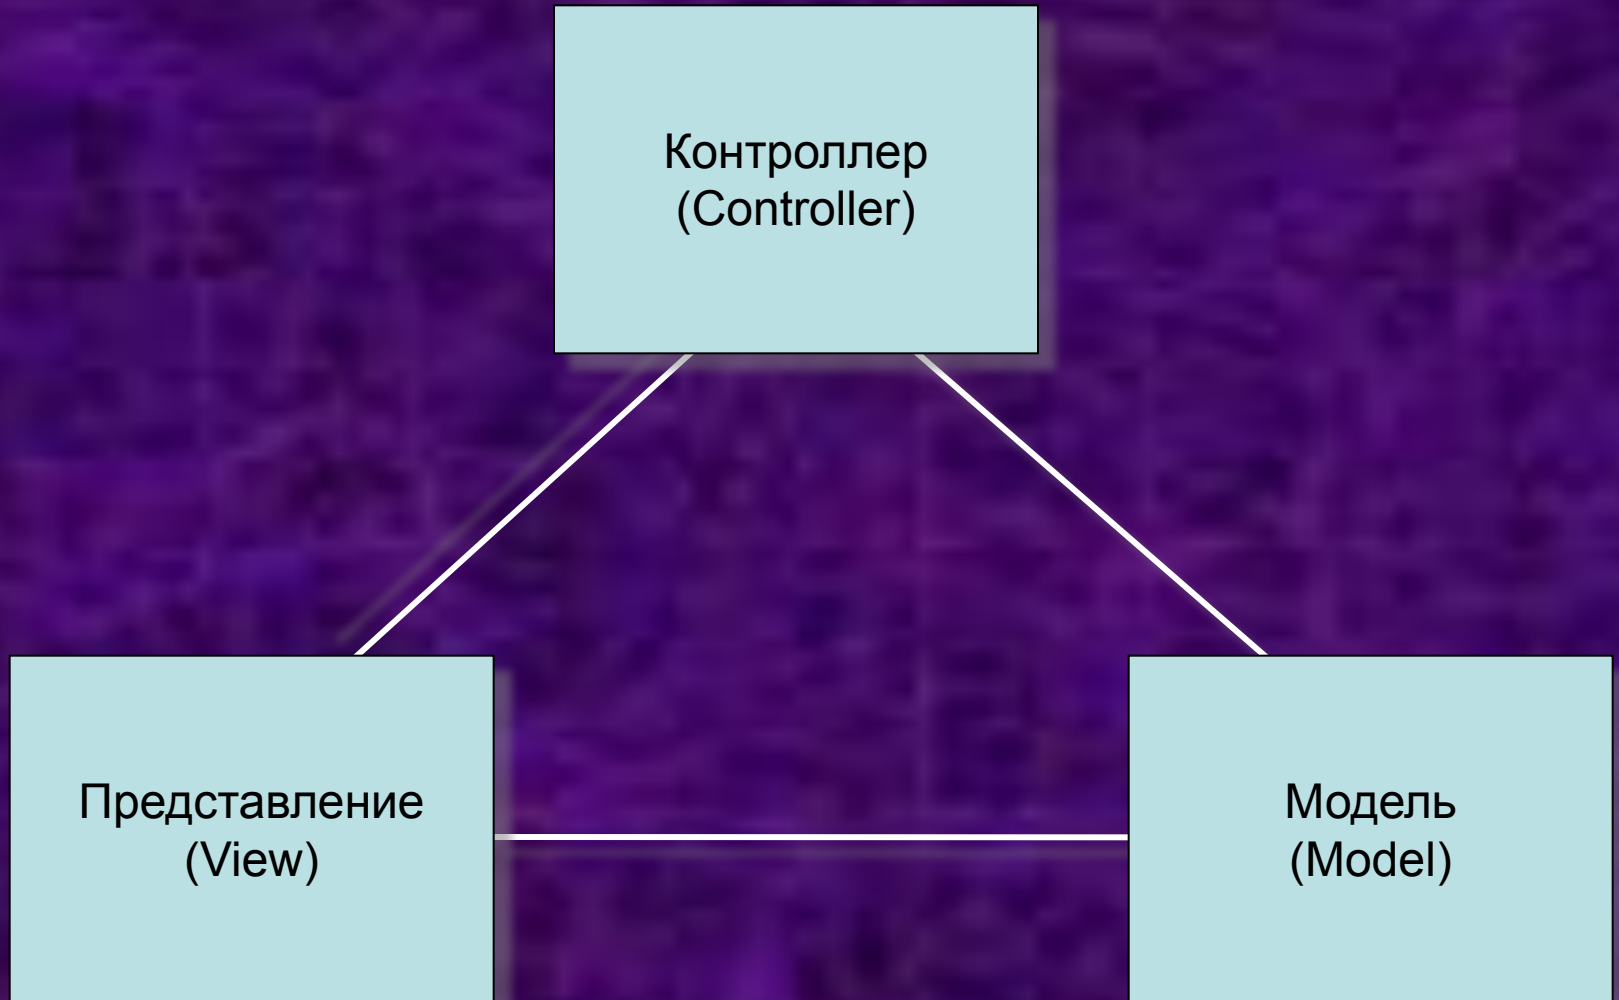 Контроллер
(Controller)
Представление
(View)
Модель
(Model)